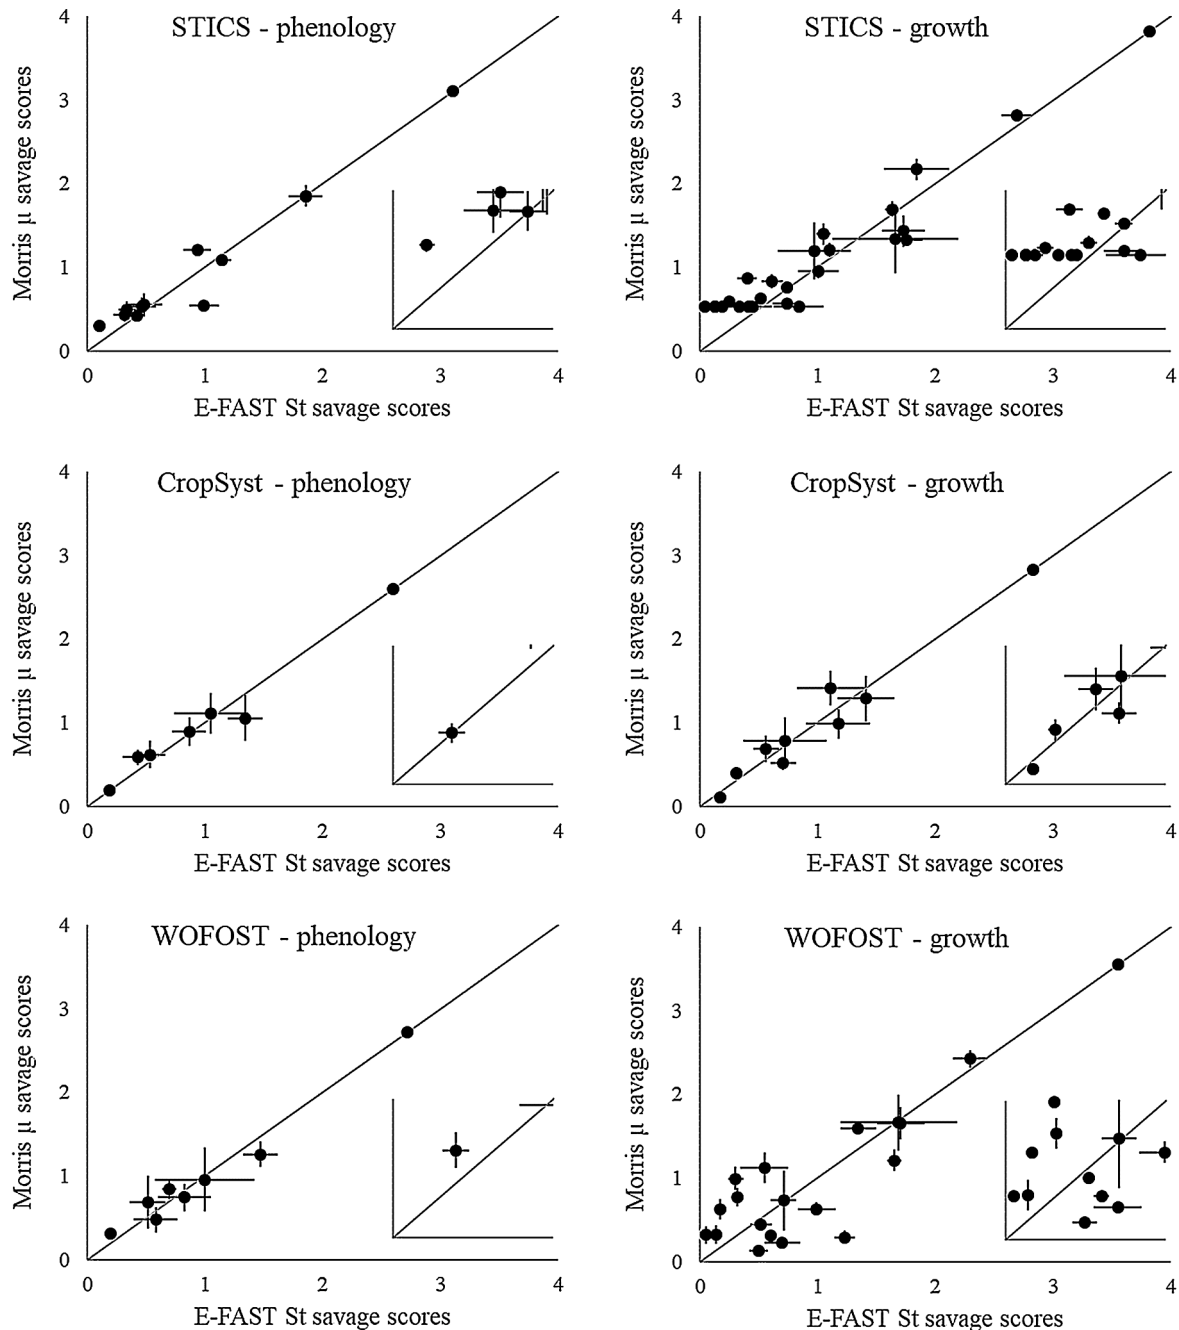 STICS - phenology
Morris μ savage scores
4
3
2
1
0
0 1 2 3 4
E-FAST St savage scores
STICS - growth
Morris μ savage scores
4
3
2
1
0
0 1 2 3 4
E-FAST St savage scores
CropSyst - phenology
Morris μ savage scores
4
3
2
1
0
0 1 2 3 4
E-FAST St savage scores
CropSyst - growth
Morris μ savage scores
4
3
2
1
0
0 1 2 3 4
E-FAST St savage scores
WOFOST - phenology
Morris μ savage scores
4
3
2
1
0
0 1 2 3 4
E-FAST St savage scores
WOFOST - growth
Morris μ savage scores
4
3
2
1
0
0 1 2 3 4
E-FAST St savage scores